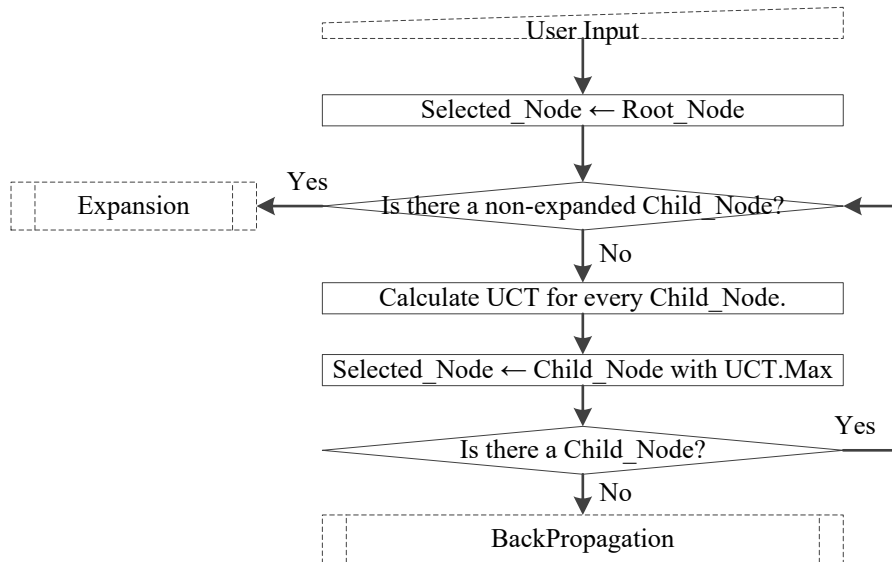 User Input
Selected_Node ← Root_Node
Yes
Expansion
Is there a non-expanded Child_Node?
No
Calculate UCT for every Child_Node.
Selected_Node ← Child_Node with UCT.Max
Yes
Is there a Child_Node?
No
BackPropagation